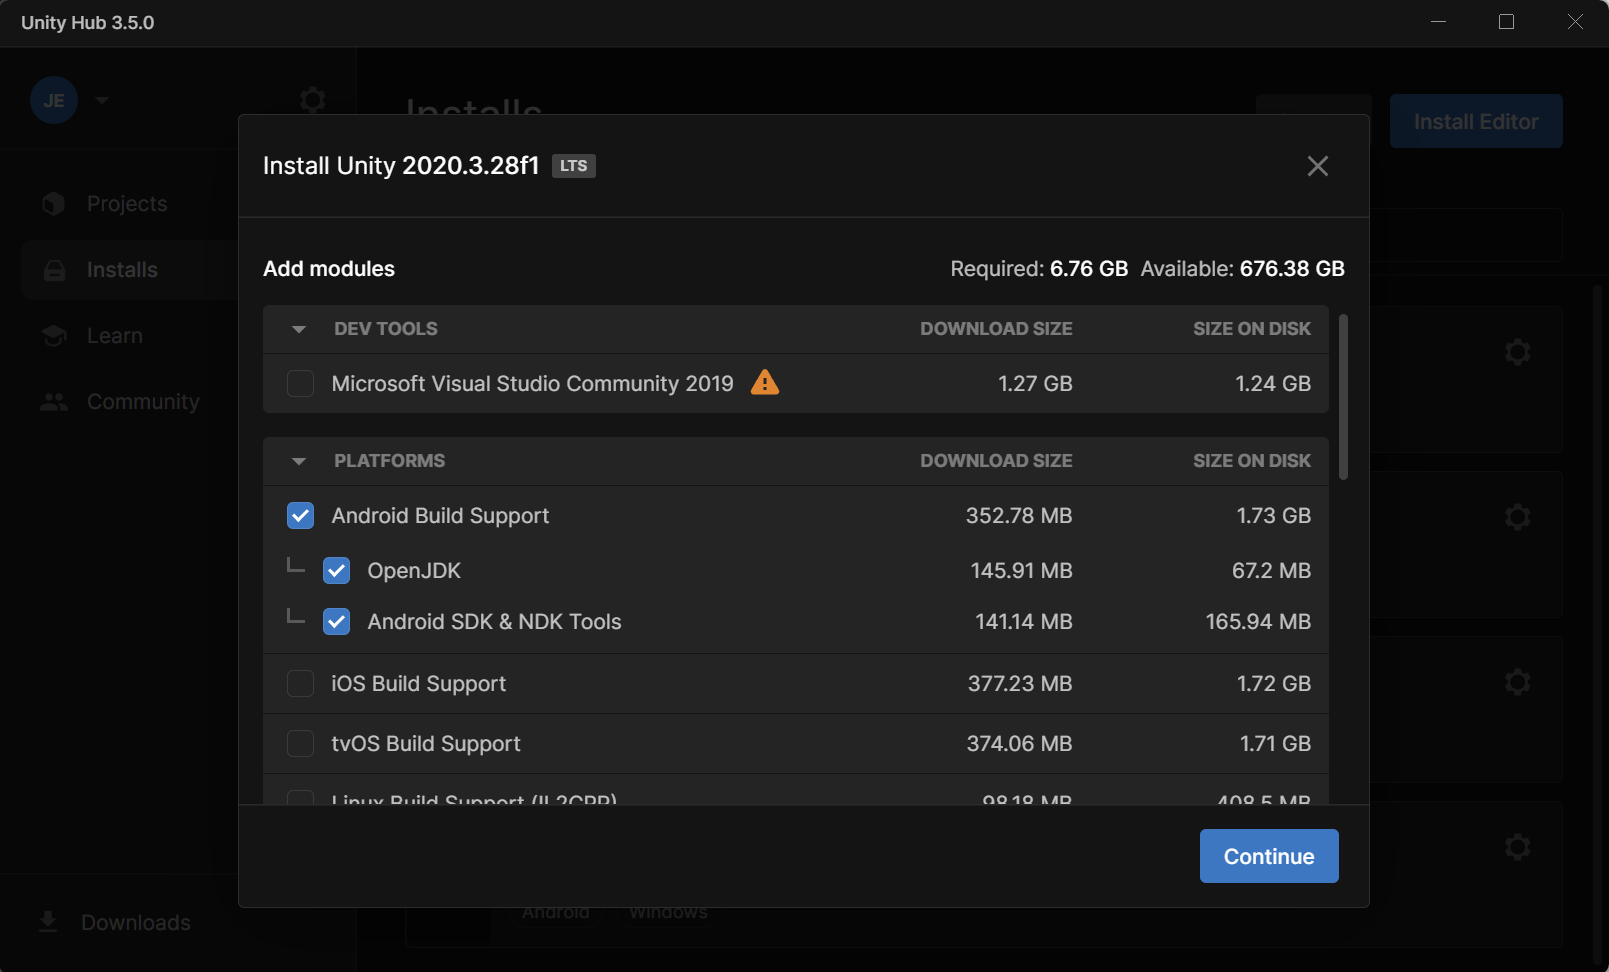 Unity Hub 3.5.0
JE
Installs
Install Editor
Projects
Installs
Learn
Community
Downloads
Install Unity 2020.3.28f1 LTS
Add modules
Required: 6.76 GB Available: 676.38 GB
DEV TOOLS DOWNLOAD SIZE SIZE ON DISK
Microsoft Visual Studio Community 2019 1.27 GB 1.24 GB
PLATFORMS DOWNLOAD SIZE SIZE ON DISK
Android Build Support 352.78 MB 1.73 GB
OpenJDK 145.91 MB 67.2 MB
Android SDK & NDK Tools 141.14 MB 165.94 MB
iOS Build Support 377.23 MB 1.72 GB
tvOS Build Support 374.06 MB 1.71 GB
Linux Build Support (IL2CPP) 98.18 MB 408.5 MB
Continue
Android Windows